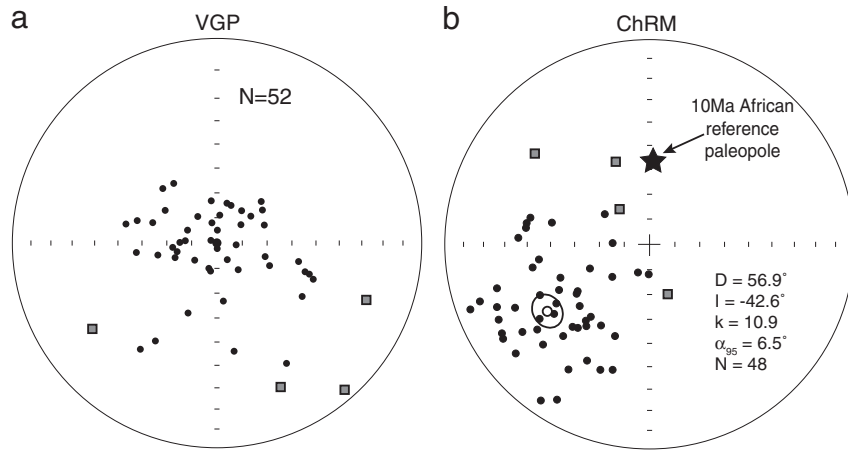 a
VGP
N=52
b
ChRM
10Ma African
reference
paleopole
D = 56.9°
I = -42.6°
k = 10.9
α95 = 6.5°
N = 48